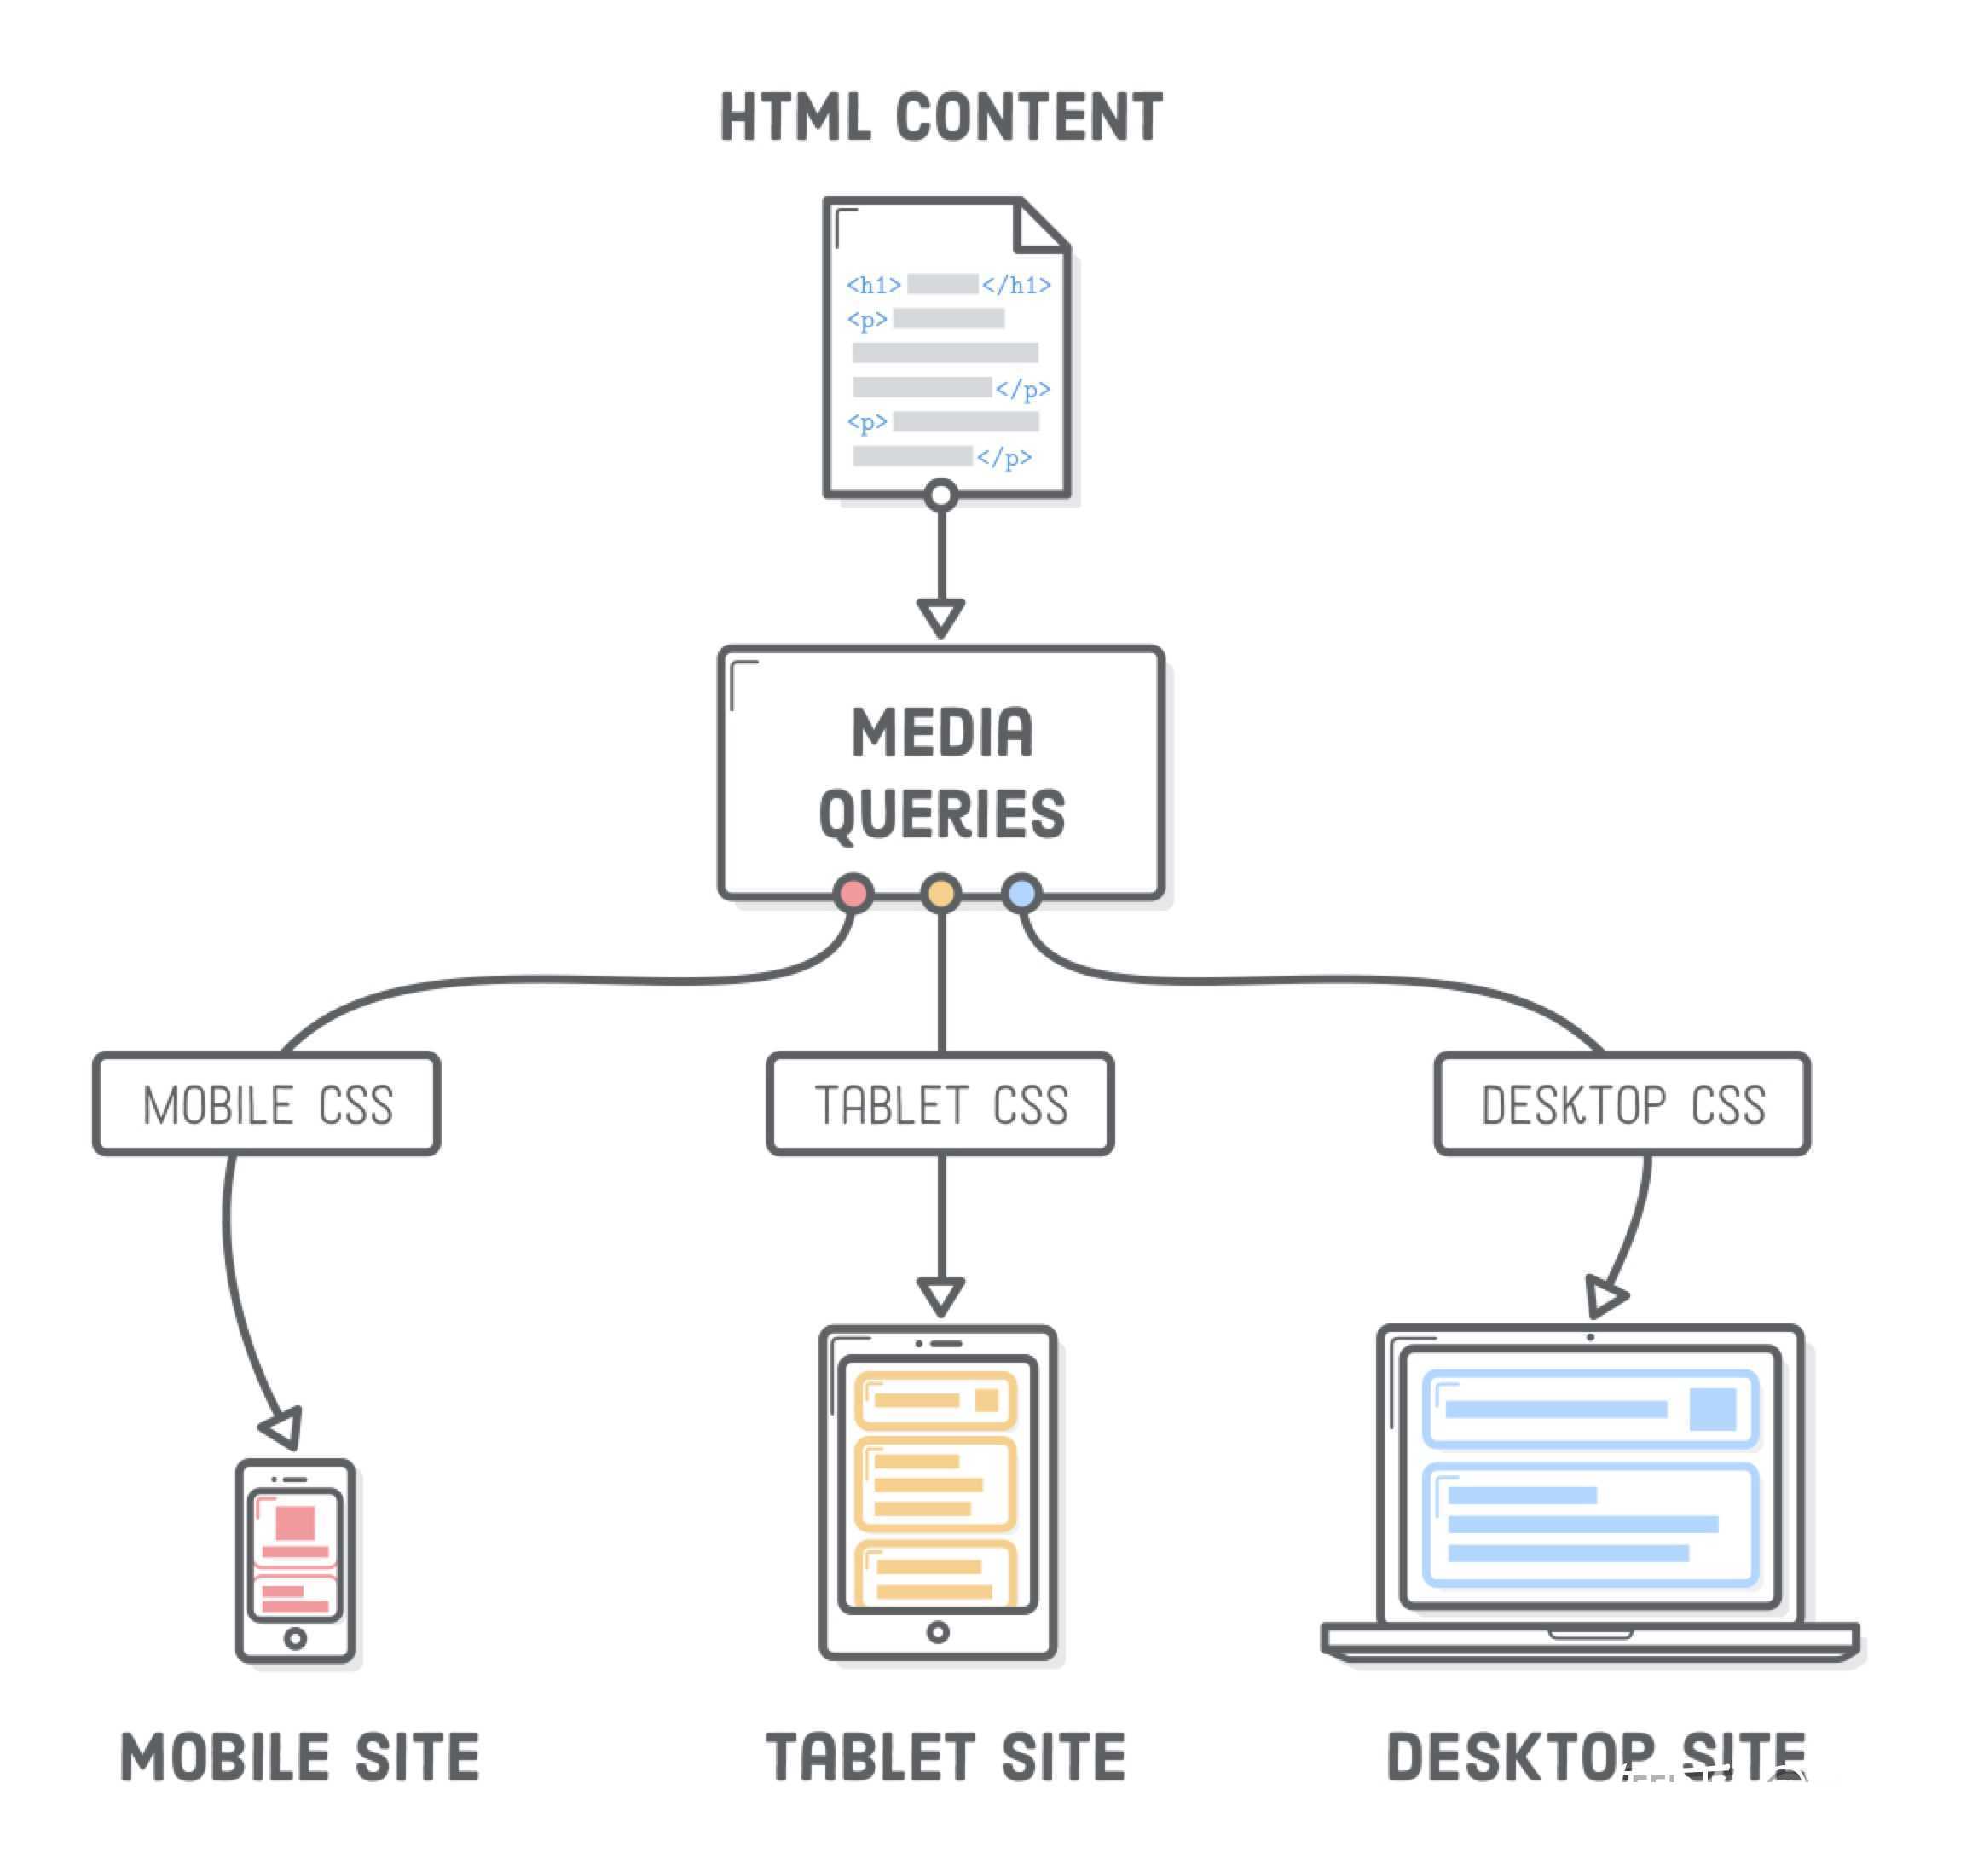 HTML CONTENT
<h1> </h1>
<p>
</p>
<p>
</p>
MEDIA
QUERIES
MOBILE CSS
TABLET CSS
DESKTOP CSS
MOBILE SITE
TABLET SITE
DESKTOP SITE